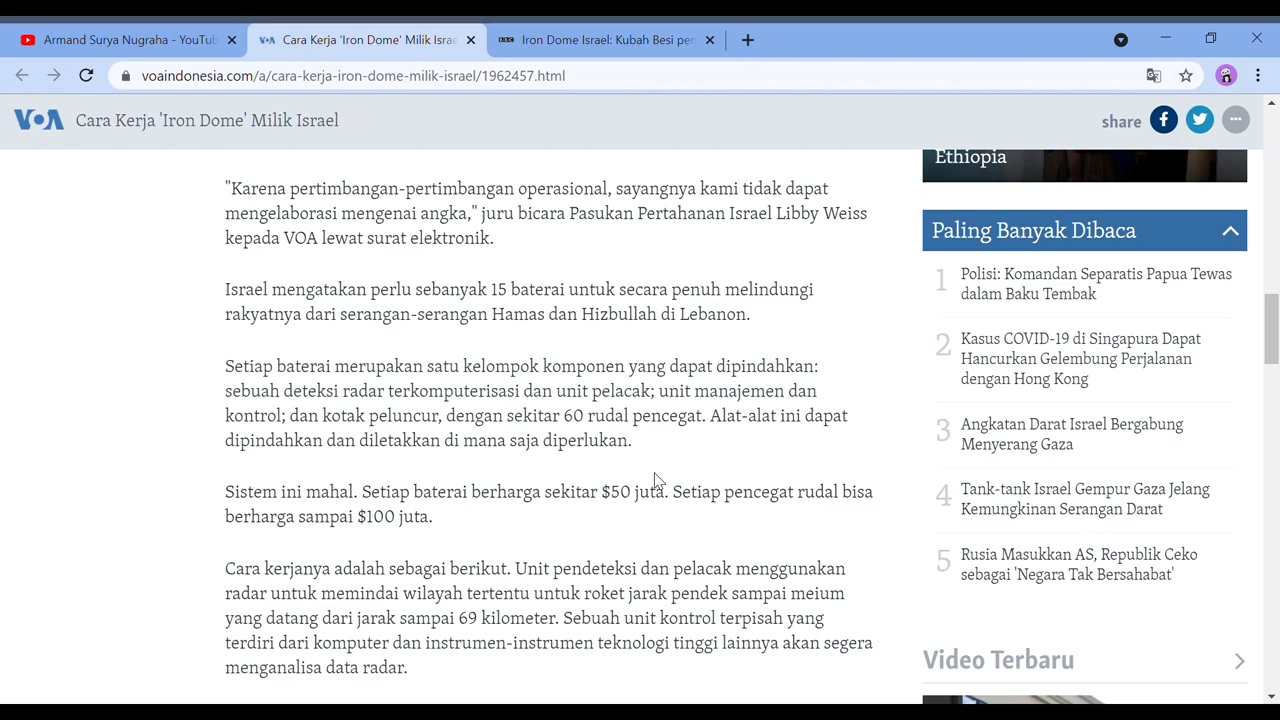 Armand Surya Nugraha - YouTub
Cara Kerja 'Iron Dome' Milik Isra
BBC
Iron Dome Israel: Kubah Besi pen
voaindonesia.com/a/cara-kerja-iron-dome-milik-israel/1962457.html
VOA Cara Kerja 'Iron Dome' Milik Israel
share
"Karena pertimbangan-pertimbangan operasional, sayangnya kami tidak dapat
mengelaborasi mengenai angka," juru bicara Pasukan Pertahanan Israel Libby Weiss
kepada VOA lewat surat elektronik.
Israel mengatakan perlu sebanyak 15 baterai untuk secara penuh melindungi
rakyatnya dari serangan-serangan Hamas dan Hizbullah di Lebanon.
Setiap baterai merupakan satu kelompok komponen yang dapat dipindahkan:
sebuah deteksi radar terkomputerisasi dan unit pelacak; unit manajemen dan
kontrol; dan kotak peluncur, dengan sekitar 60 rudal pencegat. Alat-alat ini dapat
dipindahkan dan diletakkan di mana saja diperlukan.
Sistem ini mahal. Setiap baterai berharga sekitar $50 juta. Setiap pencegat rudal bisa
berharga sampai $100 juta.
Cara kerjanya adalah sebagai berikut. Unit pendeteksi dan pelacak menggunakan
radar untuk memindai wilayah tertentu untuk roket jarak pendek sampai meium
yang datang dari jarak sampai 69 kilometer. Sebuah unit kontrol terpisah yang
terdiri dari komputer dan instrumen-instrumen teknologi tinggi lainnya akan segera
menganalisa data radar.
Ethiopia
Paling Banyak Dibaca
1 Polisi: Komandan Separatis Papua Tewas
dalam Baku Tembak
2 Kasus COVID-19 di Singapura Dapat
Hancurkan Gelembung Perjalanan
dengan Hong Kong
3 Angkatan Darat Israel Bergabung
Menyerang Gaza
4 Tank-tank Israel Gempur Gaza Jelang
Kemungkinan Serangan Darat
5 Rusia Masukkan AS, Republik Ceko
sebagai 'Negara Tak Bersahabat'
Video Terbaru